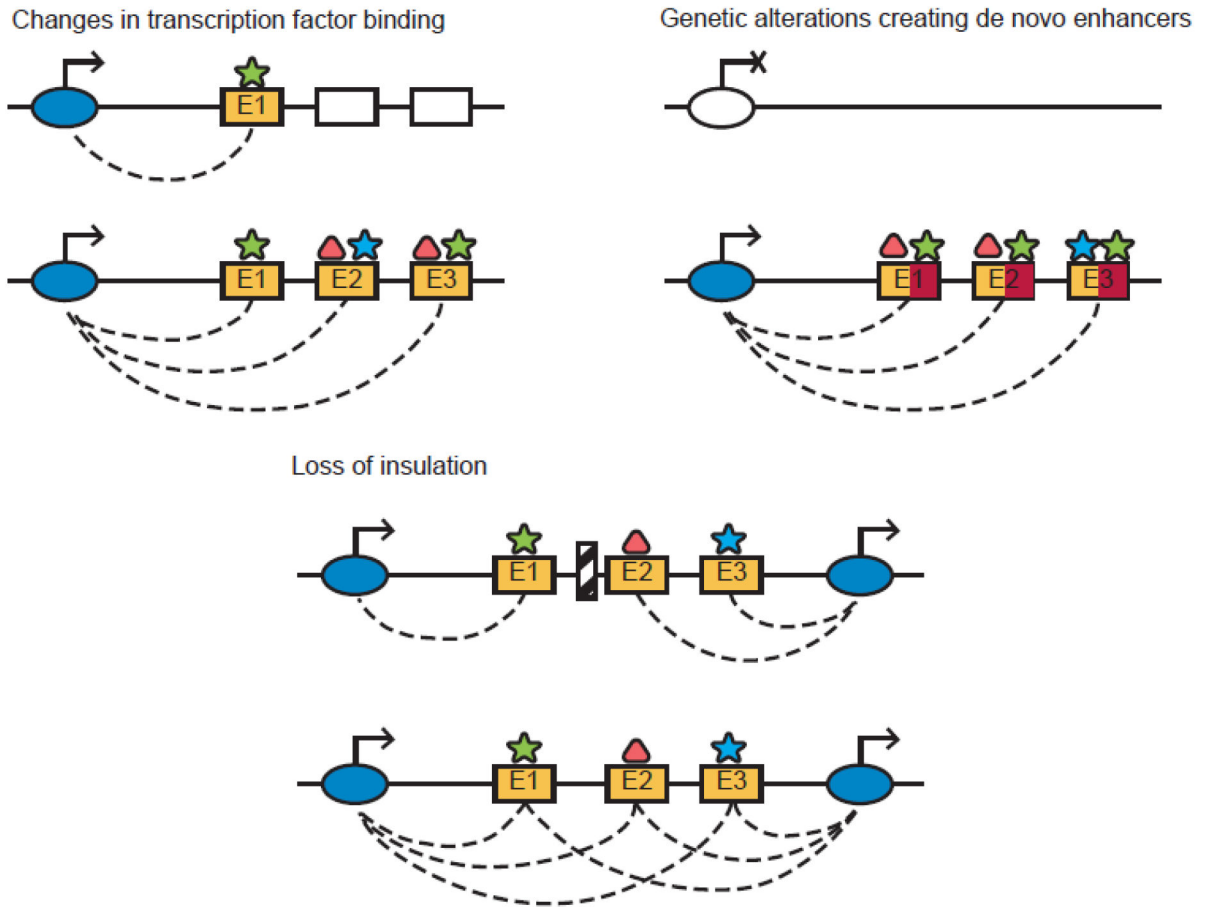 Changes in transcription factor binding
Genetic alterations creating de novo enhancers
E1
E1 E2 E3
E1 E2 E3
Loss of insulation
E1 E2 E3
E1 E2 E3